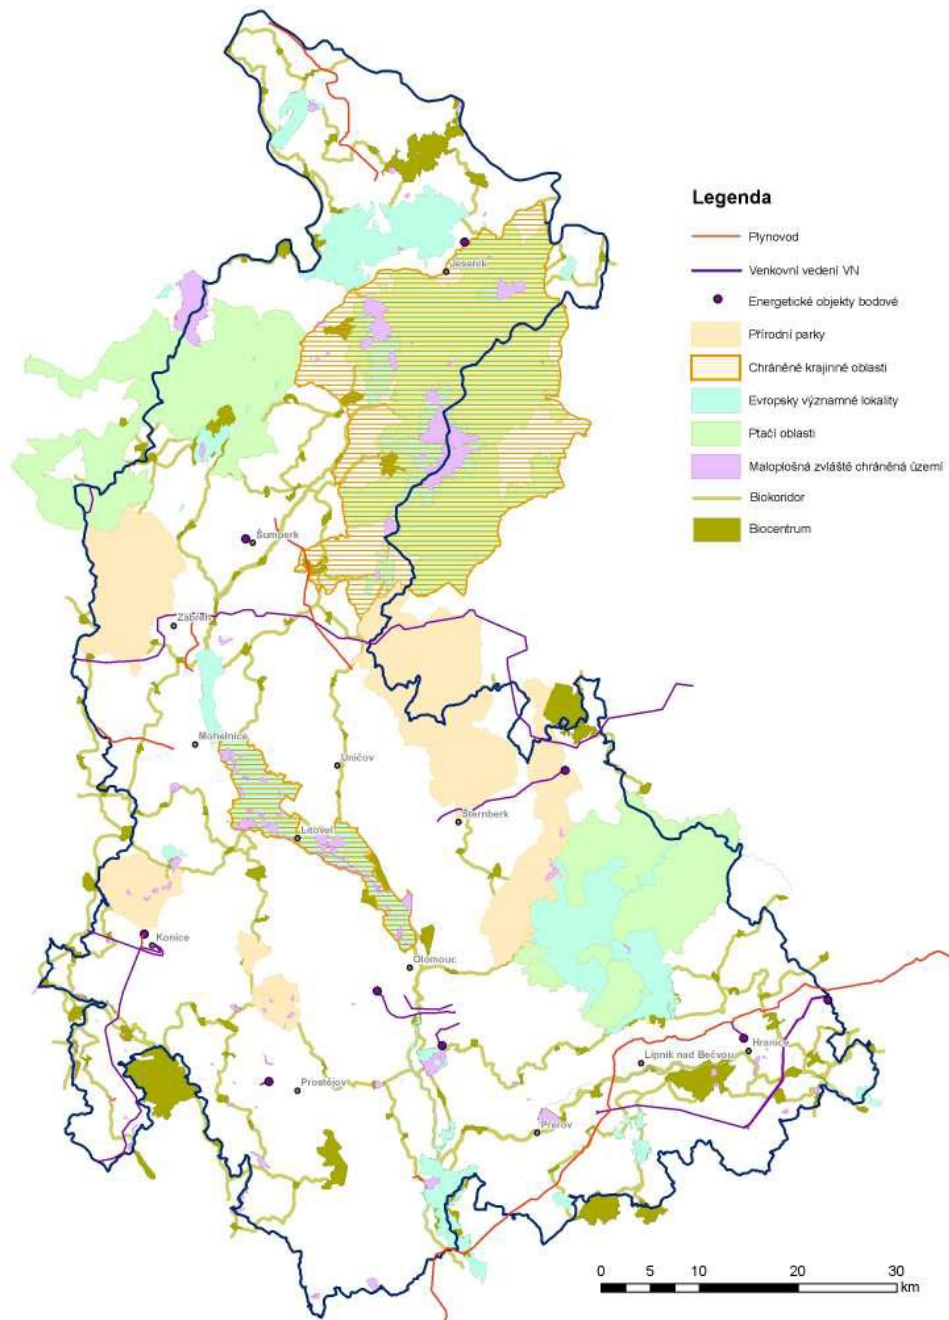 Legenda
Plynovod
Venkovní vedení VN
Energetické objekty bodové
Přírodní parky
Chráněné krajinné oblasti
Evropsky významné lokality
Ptačí oblasti
Maloplošná zvláště chráněná území
Biokoridor
Biocentrum
Jeseník
Šumperk
Zábřeh
Mohelnice
Uničov
Šternberk
Litovel
Konice
Olomouc
Hranice
Lipník nad Bečvou
Prostějov
Přerov
0 5 10 20 30
km